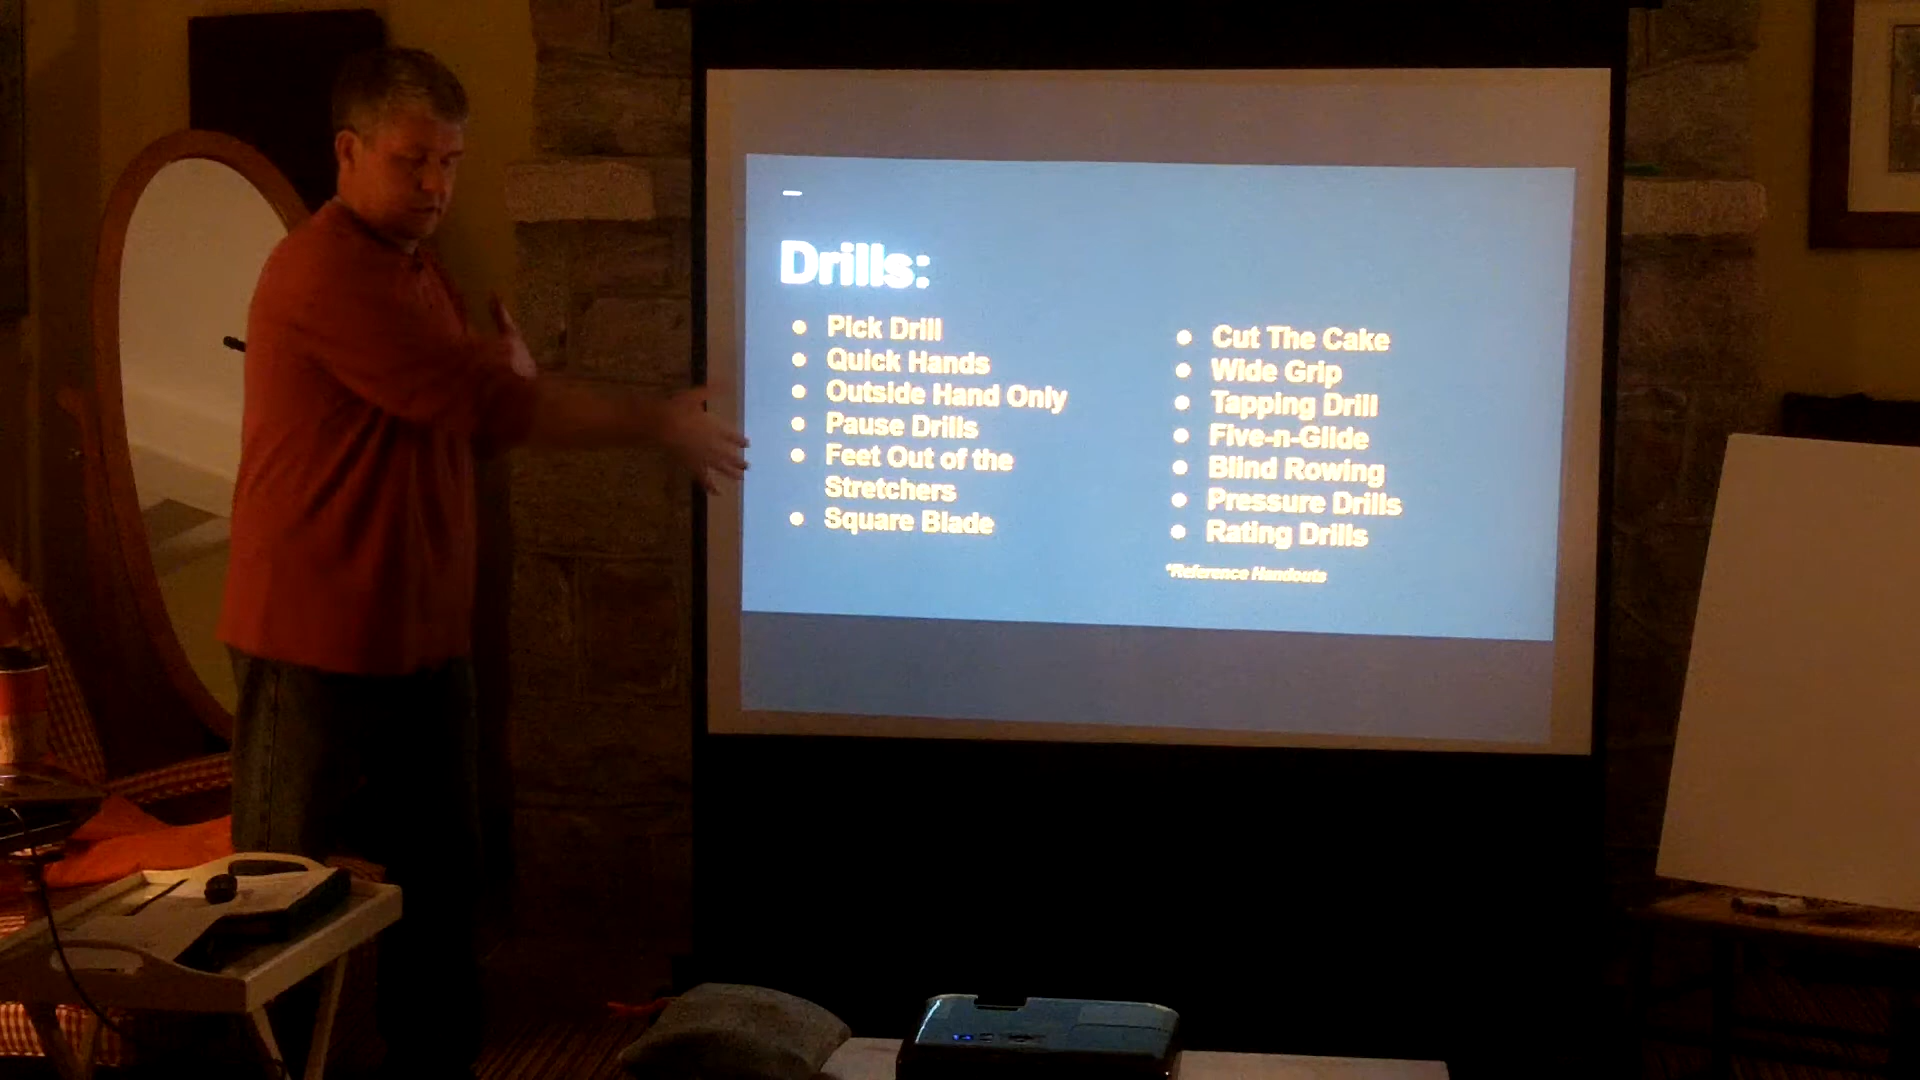 Drills:
Pick Drill
Quick Hands
Outside Hand Only
Pause Drills
Feet Out of the
Stretchers
Square Blade
Cut The Cake
Wide Grip
Tapping Drill
Five-n-Glide
Blind Rowing
Pressure Drills
Rating Drills
*Reference Handouts